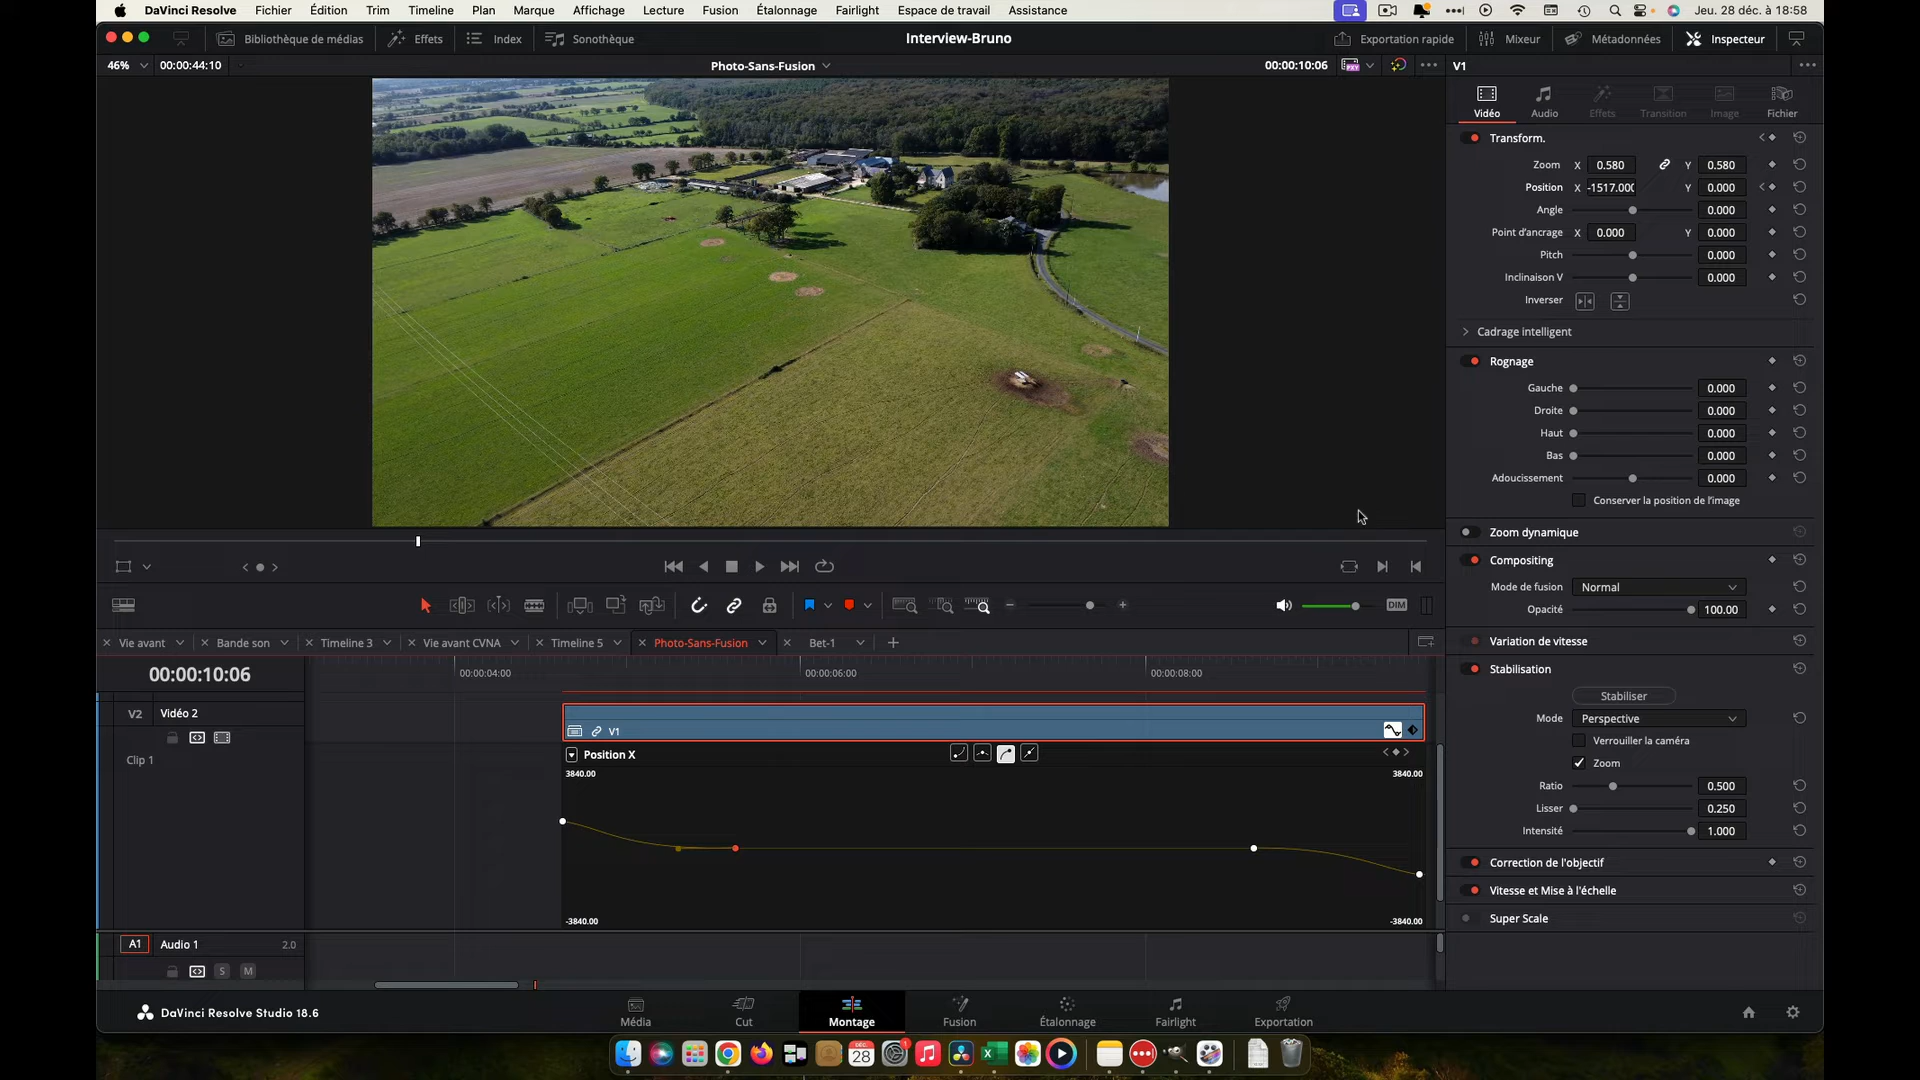 DaVinci Resolve Fichier Édition Trim Timeline Plan Marque Affichage Lecture Fusion Étalonnage Fairlight Espace de travail Assistance Jeu. 28 déc. à 18:58
Bibliothèque de médias Effets Index Sonothèque Interview-Bruno Exportation rapide Mixeur Métadonnées Inspecteur
46% 00:00:44:10 Photo-Sans-Fusion 00:00:10:06 V1
Vidéo Audio Effets Transition Image Fichier
Transform.
Zoom X 0.580 Y 0.580
Position X -1517.000 Y 0.000
Angle 0.000
Point d'ancrage X 0.000 Y 0.000
Pitch 0.000
Inclinaison V 0.000
Inverser
Cadrage intelligent
Rognage
Gauche 0.000
Droite 0.000
Haut 0.000
Bas 0.000
Adoucissement 0.000
Conserver la position de l'image
Zoom dynamique
Compositing
Mode de fusion Normal
Opacité 100.00
DIM
Variation de vitesse
Stabilisation
Stabiliser
Mode Perspective
Verrouiller la caméra
Zoom
Ratio 0.500
Lisser 0.250
Intensité 1.000
Correction de l'objectif
Vitesse et Mise à l'échelle
Super Scale
Vie avant Bande son Timeline 3 Vie avant CVNA Timeline 5 Photo-Sans-Fusion Bet-1
00:00:10:06 00:00:04:00 00:00:06:00 00:00:08:00
V2 Vidéo 2
V1
Clip 1
Position X
3840.00 3840.00
-3840.00 -3840.00
A1 Audio 1 2.0
S M
DaVinci Resolve Studio 18.6
Média Cut Montage Fusion Étalonnage Fairlight Exportation
DÉC
28